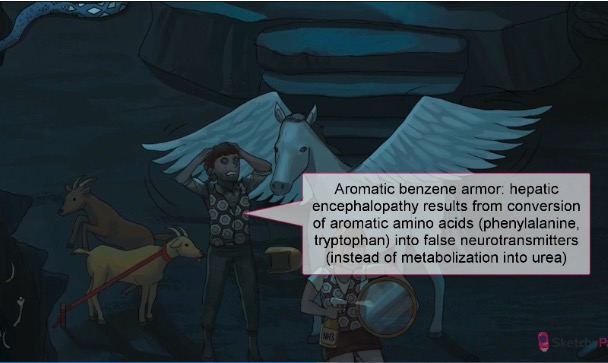 Aromatic benzene armor: hepatic
encephalopathy results from conversion
of aromatic amino acids (phenylalanine,
tryptophan) into false neurotransmitters
(instead of metabolization into urea)
NH3